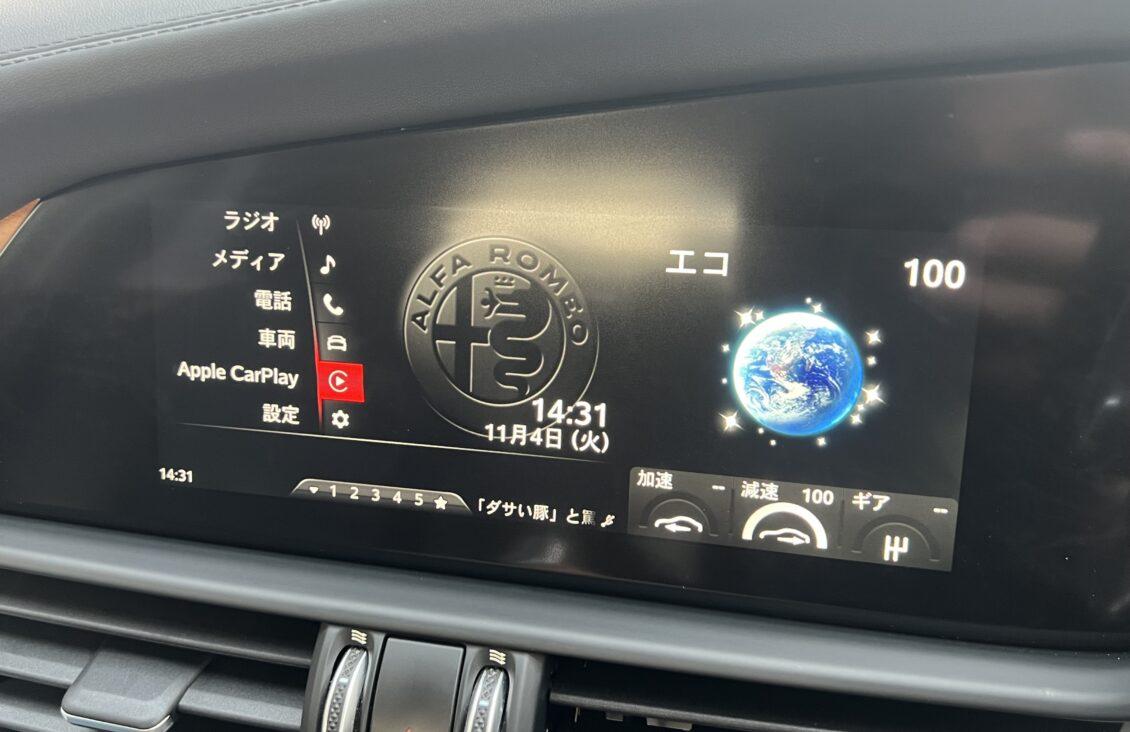 ラジオ
メディア
電話
車両
Apple CarPlay
設定
ALFA ROMEO
14:31
11月4日 (火)
エコ
100
14:31
1 2 3 4 5
「ダサい豚」と罵
加速 --
減速 100
ギア --